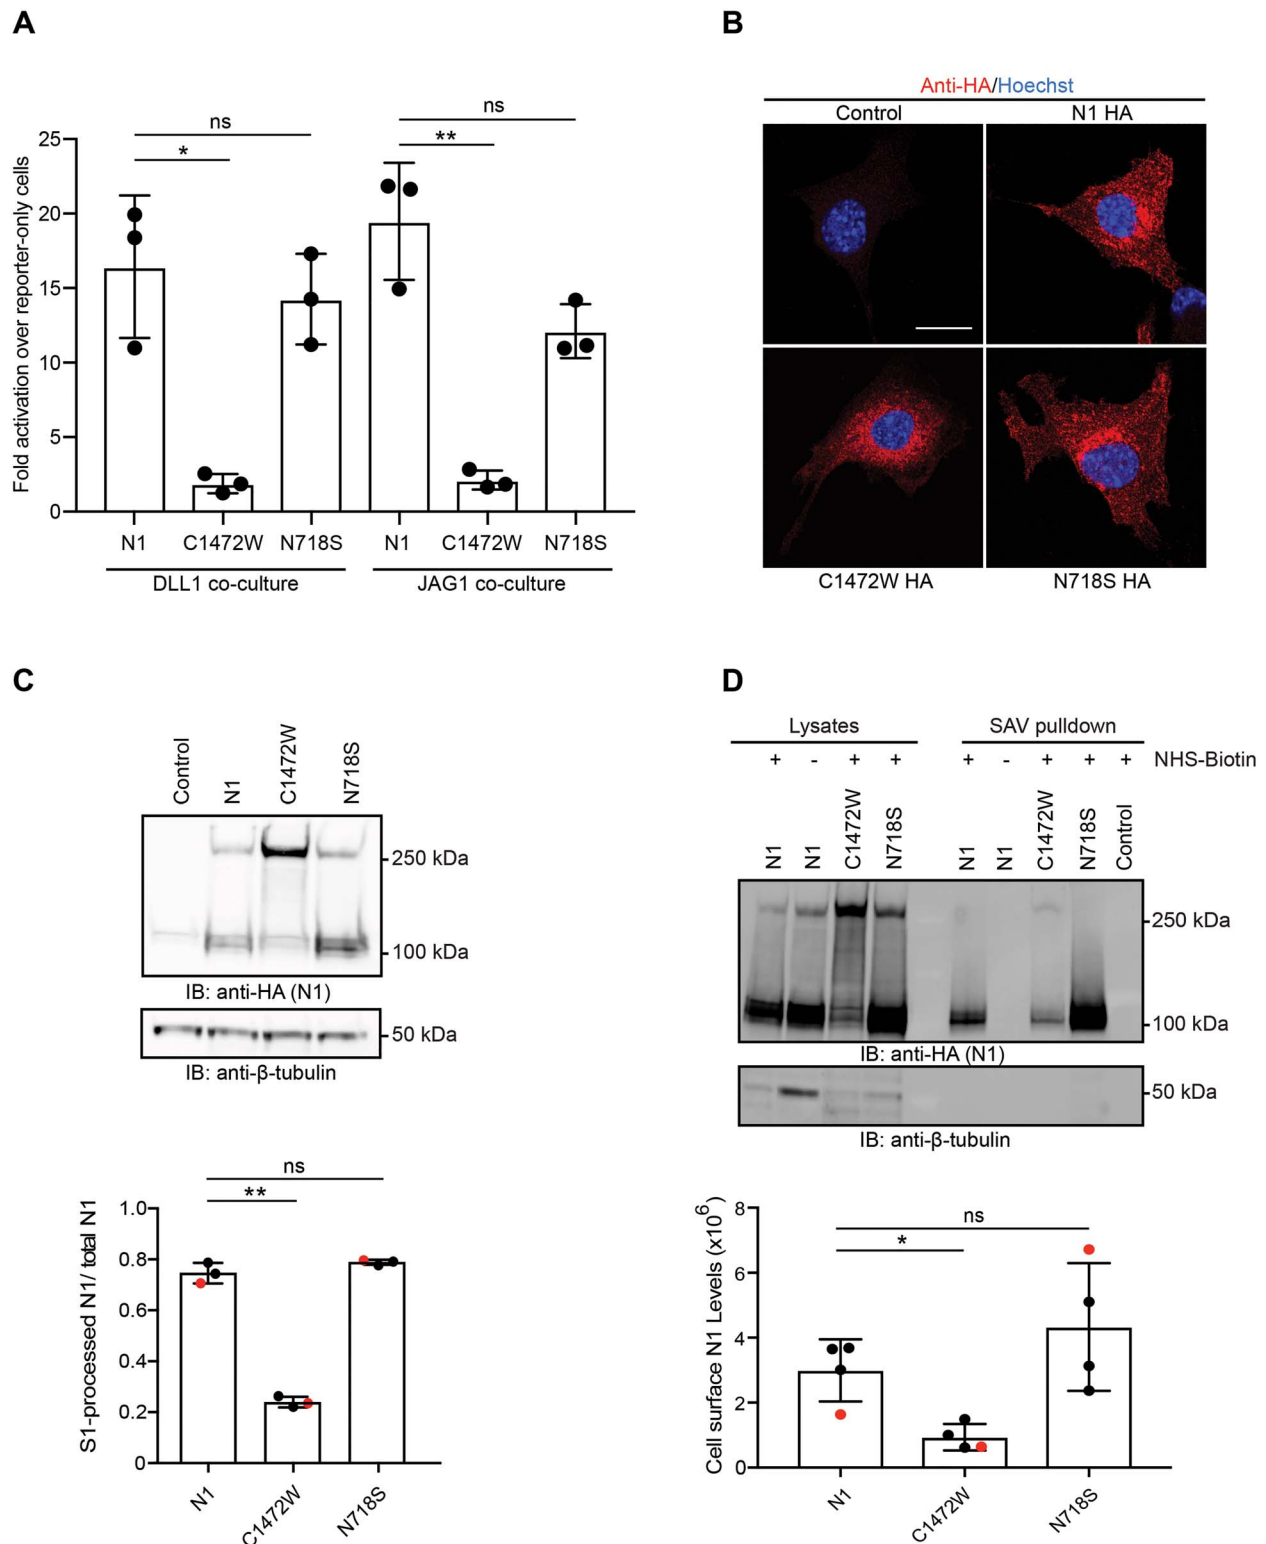 A
Fold activation over reporter-only cells
25
20
15
10
5
0
ns
*
ns
**
N1
C1472W
N718S
N1
C1472W
N718S
DLL1 co-culture
JAG1 co-culture
B
Anti-HA/Hoechst
Control
N1 HA
C1472W HA
N718S HA
C
Control
N1
C1472W
N718S
250 kDa
100 kDa
IB: anti-HA (N1)
50 kDa
IB: anti-β-tubulin
S1-processed N1/ total N1
1.0
0.8
0.6
0.4
0.2
0
ns
**
N1
C1472W
N718S
D
Lysates
SAV pulldown
+ - + + + - + + + NHS-Biotin
N1
N1
C1472W
N718S
N1
N1
C1472W
N718S
Control
250 kDa
100 kDa
IB: anti-HA (N1)
50 kDa
IB: anti-β-tubulin
Cell surface N1 Levels (x10⁶)
8
6
4
2
0
ns
*
N1
C1472W
N718S